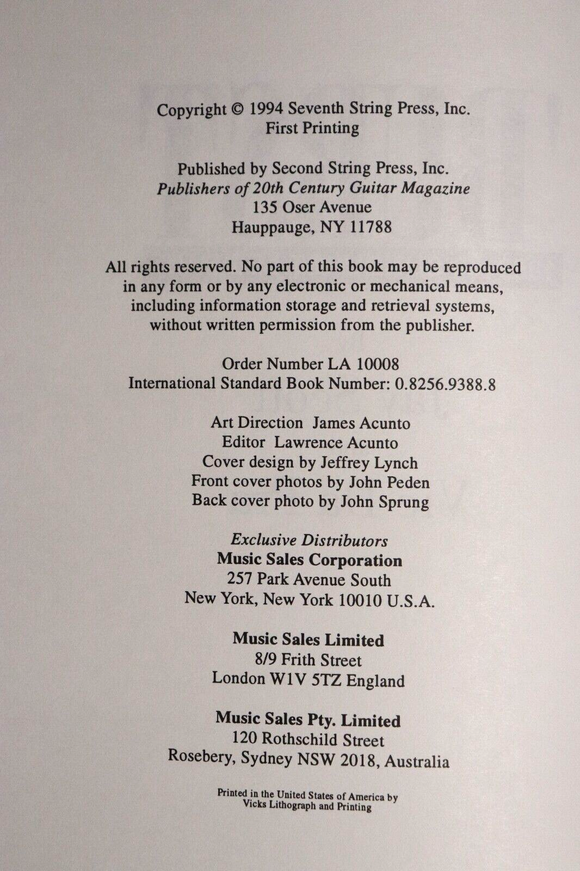 Copyright © 1994 Seventh String Press, Inc.
First Printing
Published by Second String Press, Inc.
Publishers of 20th Century Guitar Magazine
135 Oser Avenue
Hauppauge, NY 11788
All rights reserved. No part of this book may be reproduced
in any form or by any electronic or mechanical means,
including information storage and retrieval systems,
without written permission from the publisher.
Order Number LA 10008
International Standard Book Number: 0.8256.9388.8
Art Direction James Acunto
Editor Lawrence Acunto
Cover design by Jeffrey Lynch
Front cover photos by John Peden
Back cover photo by John Sprung
Exclusive Distributors
Music Sales Corporation
257 Park Avenue South
New York, New York 10010 U.S.A.
Music Sales Limited
8/9 Frith Street
London W1V 5TZ England
Music Sales Pty. Limited
120 Rothschild Street
Rosebery, Sydney NSW 2018, Australia
Printed in the United States of America by
Vicks Lithograph and Printing